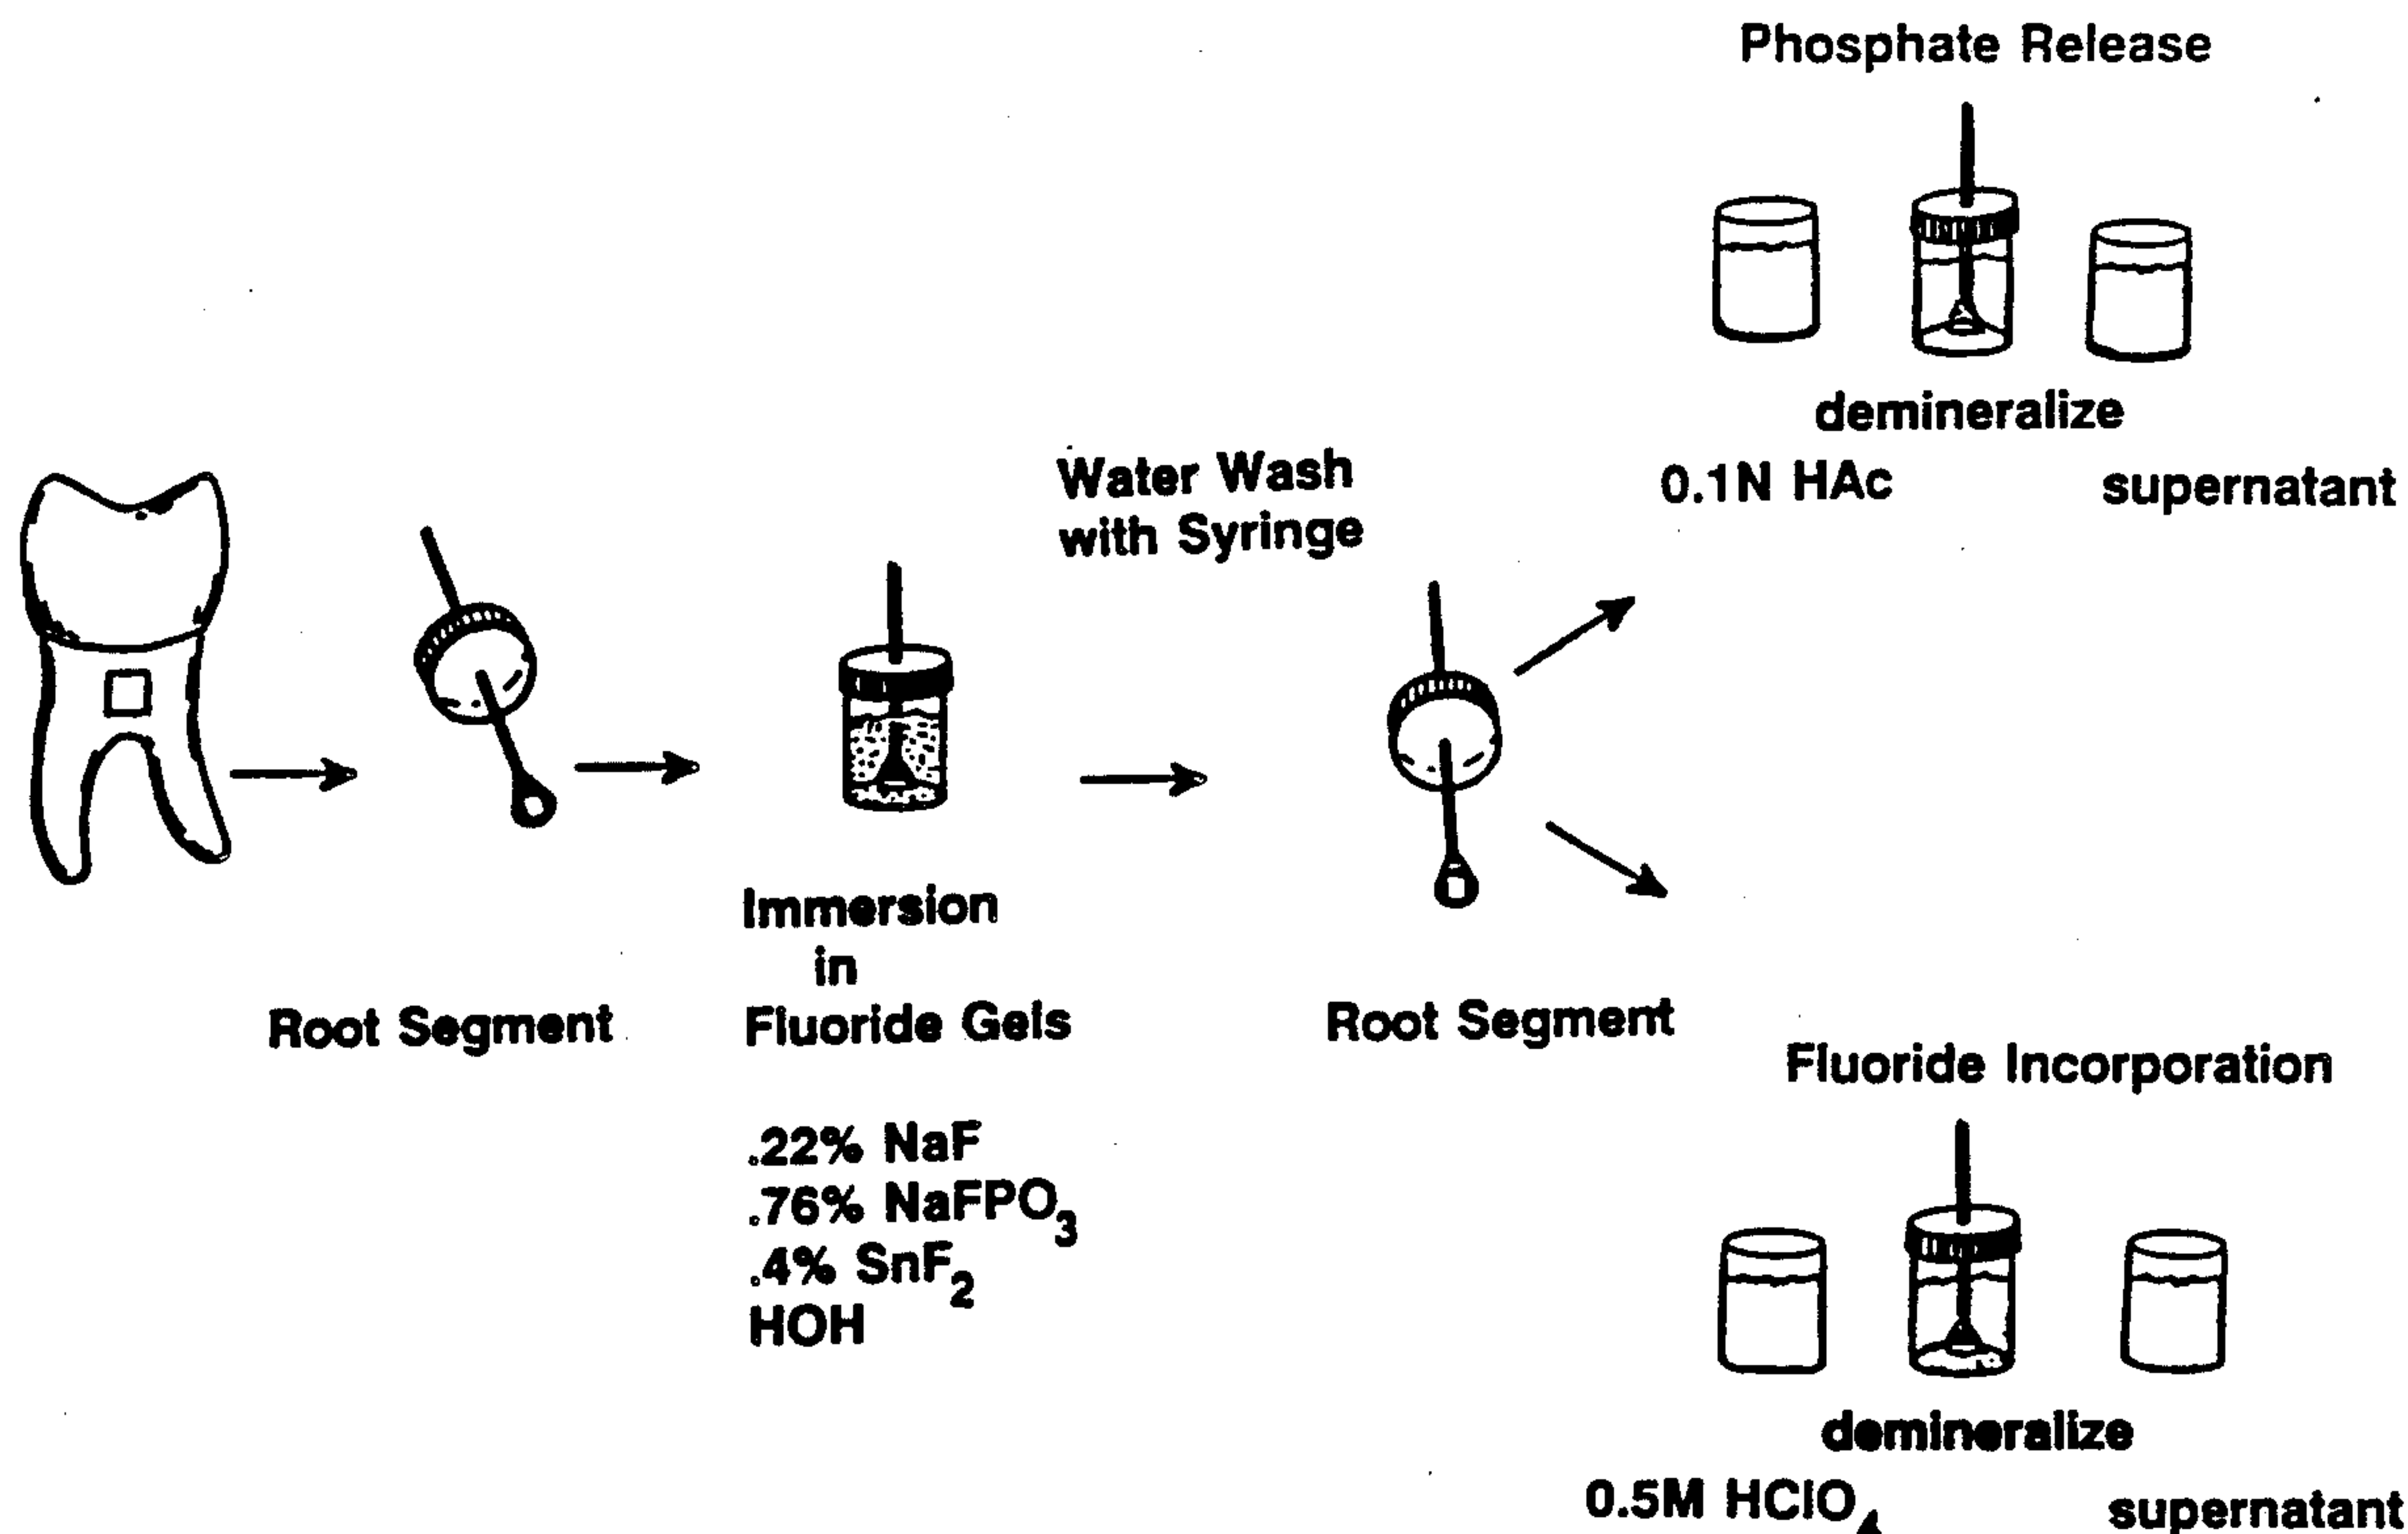 Phosphate Release
demineralize
0.1N HAc supernatant
Water Wash
with Syringe
Root Segment
Immersion
in
Fluoride Gels
.22% NaF
.76% NaFPO3
.4% SnF2
HOH
Root Segment
Fluoride Incorporation
demineralize
0.5M HClO
supernatant